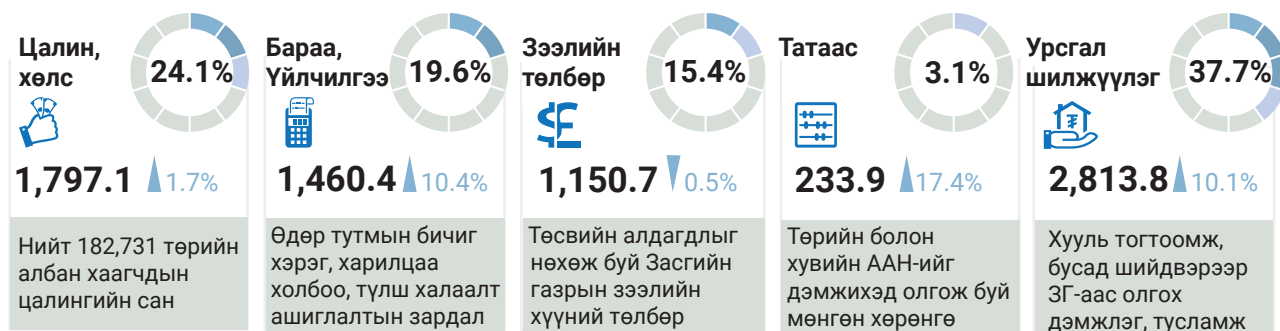 Цалин,
хөлс
24.1%
1,797.1
1.7%
Нийт 182,731 төрийн
албан хаагчдын
цалингийн сан
Бараа,
Үйлчилгээ
19.6%
1,460.4
10.4%
Өдөр тутмын бичиг
хэрэг, харилцаа
холбоо, түлш халаалт
ашиглалтын зардал
Зээлийн
төлбөр
15.4%
1,150.7
0.5%
Төсвийн алдагдлыг
нөхөж буй Засгийн
газрын зээлийн
хүүний төлбөр
Татаас
3.1%
233.9
17.4%
Төрийн болон
хувийн ААН-ийг
дэмжихэд олгож буй
мөнгөн хөрөнгө
Урсгал
шилжүүлэг
37.7%
2,813.8
10.1%
Хууль тогтоомж,
бусад шийдвэрээр
ЗГ-аас олгох
дэмжлэг, тусламж